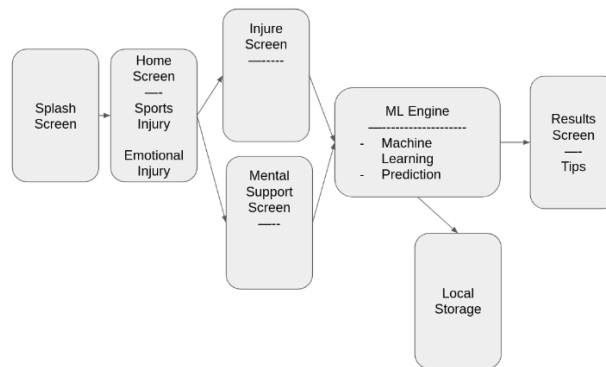 Splash
Screen
Home
Screen
—--
Sports
Injury
Emotional
Injury
Injure
Screen
—-----
Mental
Support
Screen
—---
ML Engine
—---------------------
- Machine
Learning
- Prediction
Results
Screen
—--
Tips
Local
Storage